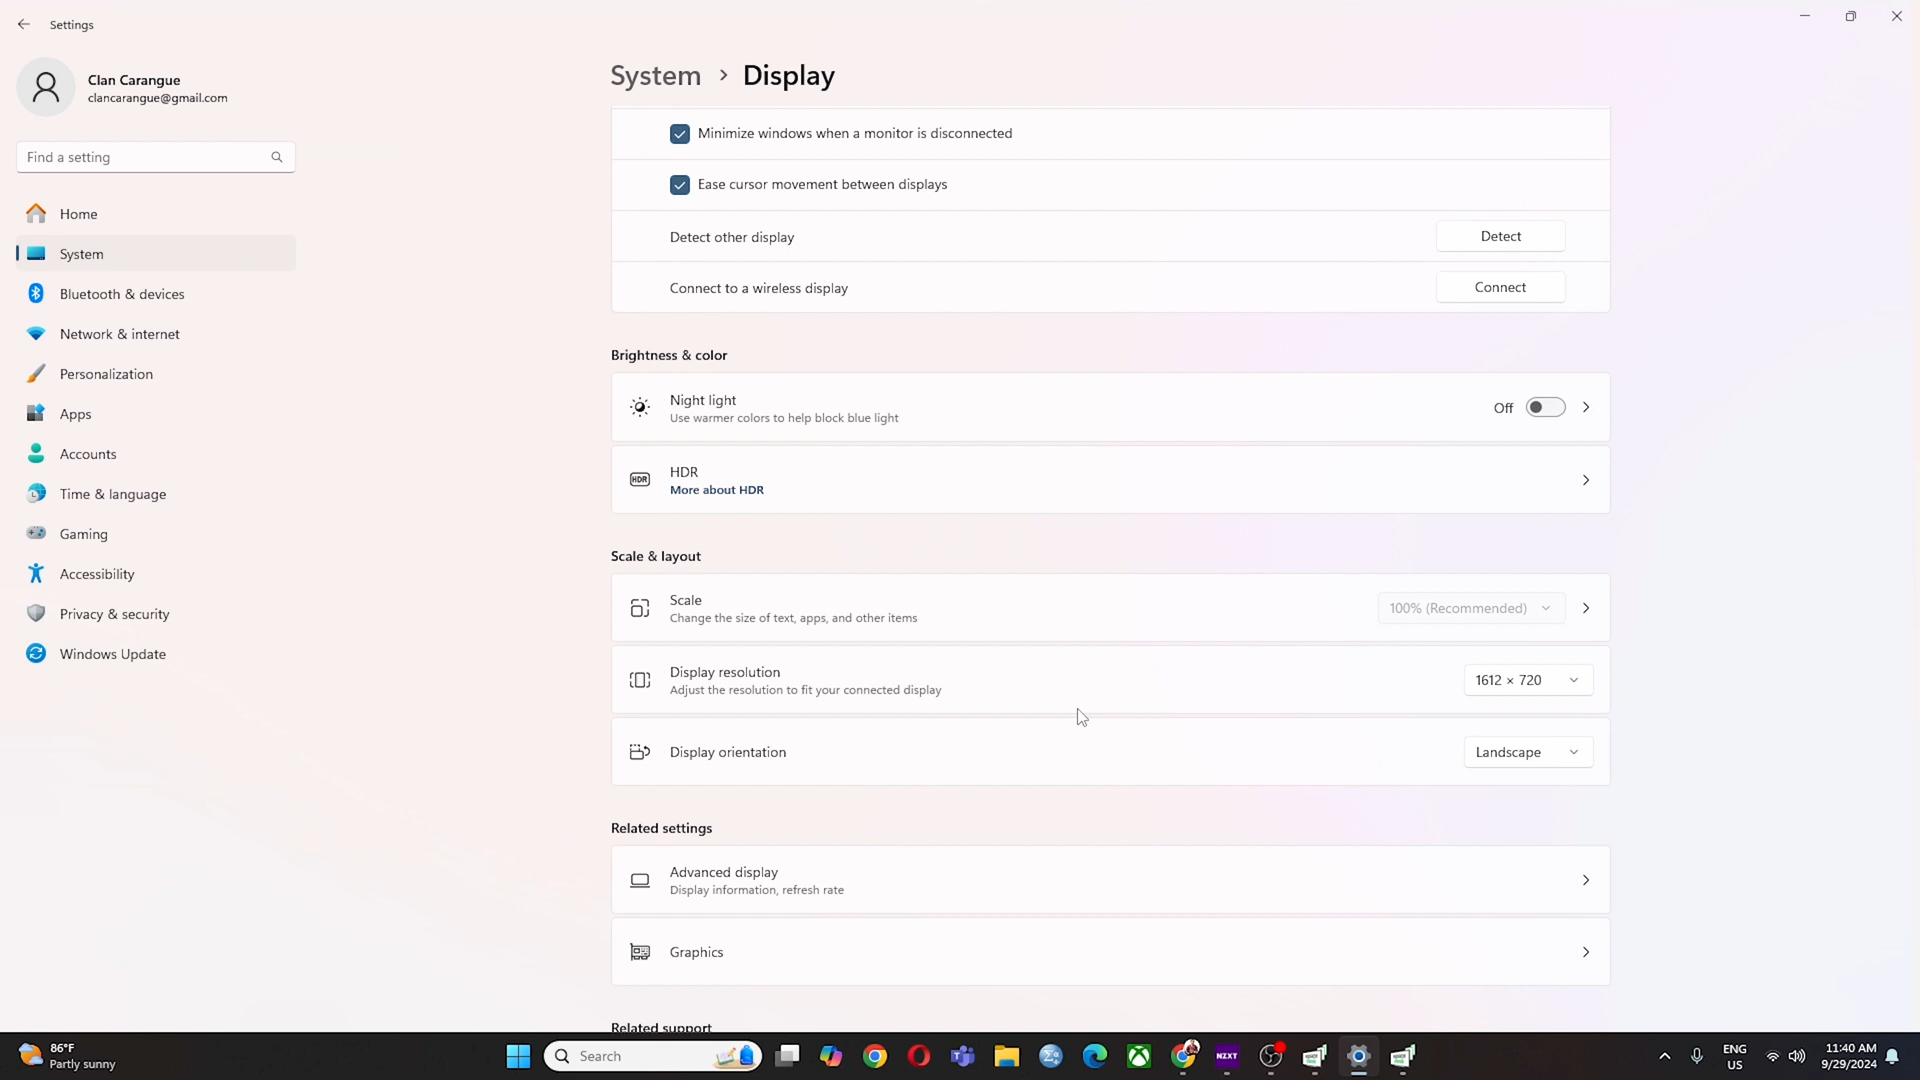 Settings
Clan Carangue
clancarangue@gmail.com
Find a setting
Home
System
Bluetooth & devices
Network & internet
Personalization
Apps
Accounts
Time & language
Gaming
Accessibility
Privacy & security
Windows Update
System > Display
Minimize windows when a monitor is disconnected
Ease cursor movement between displays
Detect other display
Detect
Connect to a wireless display
Connect
Brightness & color
Night light
Use warmer colors to help block blue light
Off
HDR
HDR
More about HDR
Scale & layout
Scale
Change the size of text, apps, and other items
100% (Recommended)
Display resolution
Adjust the resolution to fit your connected display
1612 × 720
Display orientation
Landscape
Related settings
Advanced display
Display information, refresh rate
Graphics
Related support
86°F
Partly sunny
Search
NZXT
ENG
US
11:40 AM
9/29/2024